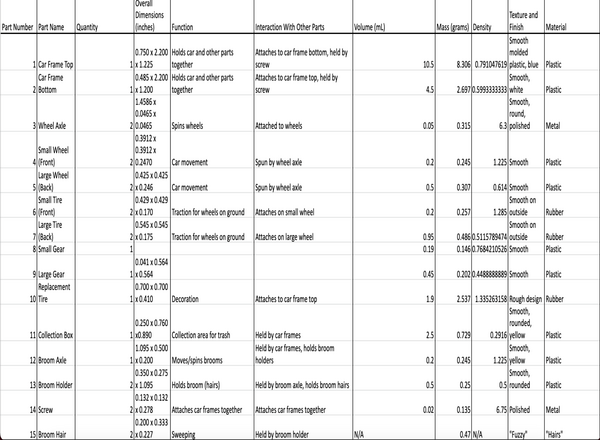 Overall
Dimensions Texture and
Part Number Part Name Quantity (inches) Function Interaction With Other Parts Volume (mL) Mass (grams) Density Finish Material
Smooth
0.750 x 2.200 Holds car and other parts Attaches to car frame bottom, held by molded
1 Car Frame Top 1 x 1.225 together screw 10.5 8.306 0.791047619 plastic, blue Plastic
Car Frame 0.485 x 2.200 Holds car and other parts Attaches to car frame top, held by Smooth,
2 Bottom x 1.200 together screw 4.5 2.697 0.5993333333 white Plastic
1.4586 x Smooth,
0.0465 x round,
3 Wheel Axle 2 0.0465 Spins wheels Attached to wheels 0.05 0.315 6.3 polished Metal
0.3912 x
Small Wheel 0.3912 x
4 (Front) 2 0.2470 Car movement Spun by wheel axle 0.2 0.245 1.225 Smooth Plastic
Large Wheel 0.425 x 0.425
5 (Back) 2 x 0.246 Car movement Spun by wheel axle 0.5 0.307 0.614 Smooth Plastic
Small Tire 0.429 x 0.429 Smooth on
6 (Front) 2 x 0.170 Traction for wheels on ground Attaches on small wheel 0.2 0.257 1.285 outside Rubber
Large Tire 0.545 x 0.545 Smooth on
7 (Back) 2 x 0.175 Traction for wheels on ground Attaches on large wheel 0.95 0.486 0.5115789474 outside Rubber
8 Small Gear 1 0.19 0.146 0.7684210526 Smooth Plastic
0.041 x 0.564
9 Large Gear 1 x 0.564 0.45 0.202 0.4488888889 Smooth Plastic
Replacement 0.700 x 0.700
10 Tire x 0.410 Decoration Attaches to car frame top 1.9 2.537 1.335263158 Rough design Rubber
Smooth,
0.250 x 0.760 rounded,
11 Collection Box 1 x0.890 Collection area for trash Held by car frames 2.5 0.729 0.2916 yellow Plastic
1.095 x 0.500 Held by car frames, holds broom Smooth,
12 Broom Axle x 0.200 Moves/spins brooms holders 0.2 0.245 1.225 yellow Plastic
0.350 x 0.275 Smooth,
13 Broom Holder 2 x 1.095 Holds broom (hairs) Held by broom axle, holds broom hairs 0.5 0.25 0.5 rounded Plastic
0.132 x 0.132
14 Screw 2 x 0.278 Attaches car frames together Attaches car frames together 0.02 0.135 6.75 Polished Metal
0.200 x 0.333
15 Broom Hair 2 x 0.227 Sweeping Held by broom holder N/A 0.47 N/A "Fuzzy" "Hairs"